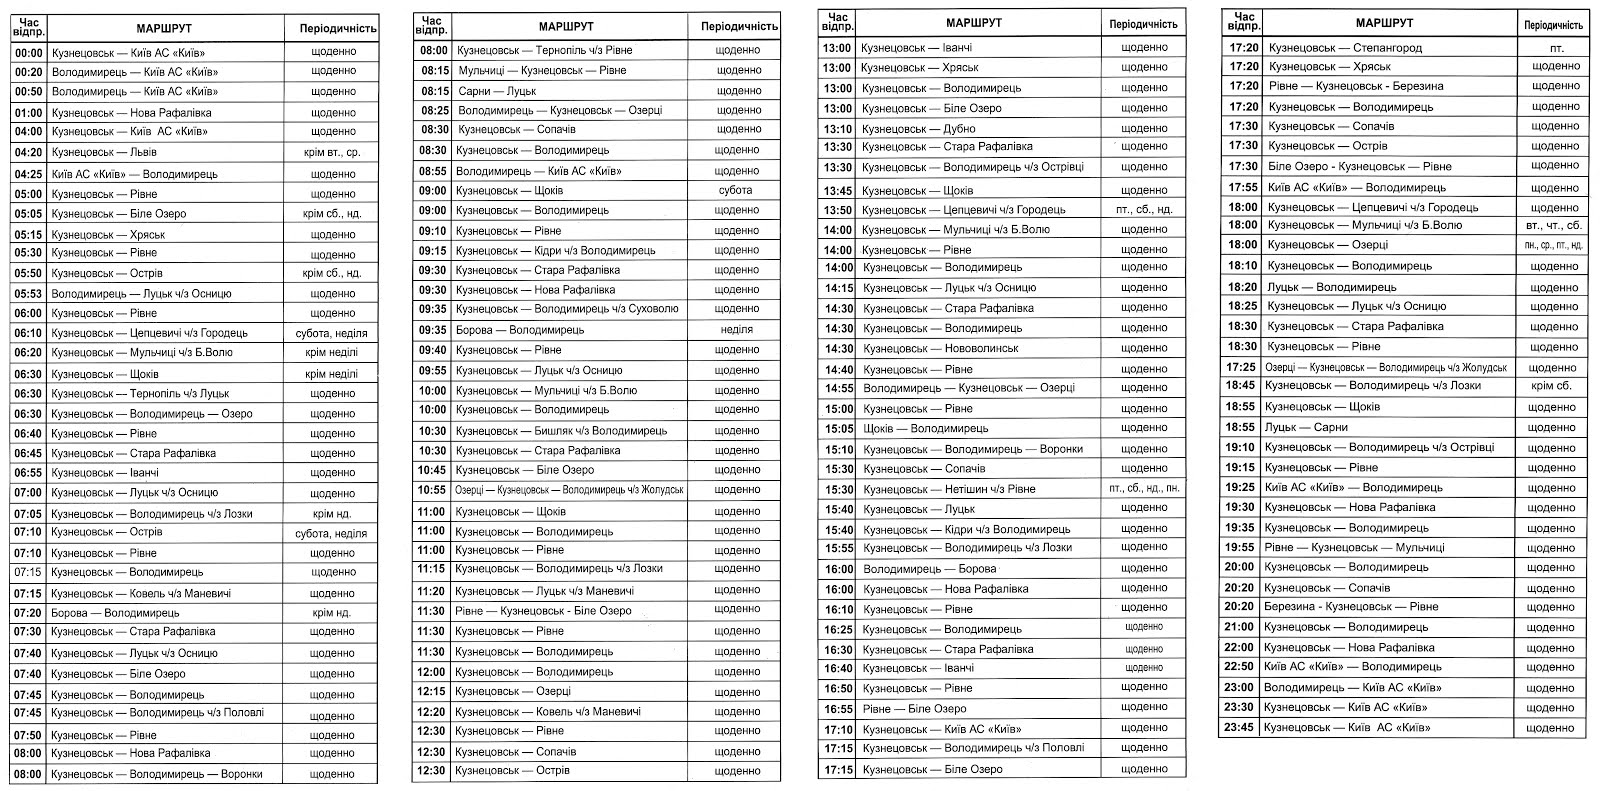 Час відпр. МАРШРУТ Періодичність
00:00 Кузнецовськ — Київ АС «Київ» щоденно
00:20 Володимирець — Київ АС «Київ» щоденно
00:50 Володимирець — Київ АС «Київ» щоденно
01:00 Кузнецовськ — Нова Рафалівка щоденно
04:00 Кузнецовськ — Київ АС «Київ» щоденно
04:20 Кузнецовськ — Львів крім вт., ср.
04:25 Київ АС «Київ» — Володимирець щоденно
05:00 Кузнецовськ — Рівне щоденно
05:05 Кузнецовськ — Біле Озеро крім сб., нд.
05:15 Кузнецовськ — Хряськ щоденно
05:30 Кузнецовськ — Рівне щоденно
05:50 Кузнецовськ — Острів крім сб., нд.
05:53 Володимирець — Луцьк ч/з Осницю щоденно
06:00 Кузнецовськ — Рівне щоденно
06:10 Кузнецовськ — Цепцевичі ч/з Городець субота, неділя
06:20 Кузнецовськ — Мульчиці ч/з Б.Волю крім неділі
06:30 Кузнецовськ — Щоків крім неділі
06:30 Кузнецовськ — Тернопіль ч/з Луцьк щоденно
06:30 Кузнецовськ — Володимирець — Озеро щоденно
06:40 Кузнецовськ — Рівне щоденно
06:45 Кузнецовськ — Стара Рафалівка щоденно
06:55 Кузнецовськ — Іванчі щоденно
07:00 Кузнецовськ — Луцьк ч/з Осницю щоденно
07:05 Кузнецовськ — Володимирець ч/з Лозки крім нд.
07:10 Кузнецовськ — Острів субота, неділя
07:10 Кузнецовськ — Рівне щоденно
07:15 Кузнецовськ — Володимирець щоденно
07:15 Кузнецовськ — Ковель ч/з Маневичі щоденно
07:20 Борова — Володимирець крім нд.
07:30 Кузнецовськ — Стара Рафалівка щоденно
07:40 Кузнецовськ — Луцьк ч/з Осницю щоденно
07:40 Кузнецовськ — Біле Озеро щоденно
07:45 Кузнецовськ — Володимирець щоденно
07:45 Кузнецовськ — Володимирець ч/з Половлі щоденно
07:50 Кузнецовськ — Рівне щоденно
08:00 Кузнецовськ — Нова Рафалівка щоденно
08:00 Кузнецовськ — Володимирець — Воронки щоденно
Час відпр. МАРШРУТ Періодичність
08:00 Кузнецовськ — Тернопіль ч/з Рівне щоденно
08:15 Мульчиці — Кузнецовськ — Рівне щоденно
08:15 Сарни — Луцьк щоденно
08:25 Володимирець — Кузнецовськ — Озерці щоденно
08:30 Кузнецовськ — Сопачів щоденно
08:30 Кузнецовськ — Володимирець щоденно
08:55 Володимирець — Київ АС «Київ» щоденно
09:00 Кузнецовськ — Щоків субота
09:00 Кузнецовськ — Володимирець щоденно
09:10 Кузнецовськ — Рівне щоденно
09:15 Кузнецовськ — Кідри ч/з Володимирець щоденно
09:30 Кузнецовськ — Стара Рафалівка щоденно
09:30 Кузнецовськ — Нова Рафалівка щоденно
09:35 Кузнецовськ — Володимирець ч/з Суховолю щоденно
09:35 Борова — Володимирець неділя
09:40 Кузнецовськ — Рівне щоденно
09:55 Кузнецовськ — Луцьк ч/з Осницю щоденно
10:00 Кузнецовськ — Мульчиці ч/з Б.Волю щоденно
10:00 Кузнецовськ — Володимирець щоденно
10:30 Кузнецовськ — Бишляк ч/з Володимирець щоденно
10:30 Кузнецовськ — Стара Рафалівка щоденно
10:45 Кузнецовськ — Біле Озеро щоденно
10:55 Озерці — Кузнецовськ — Володимирець ч/з Жолудськ щоденно
11:00 Кузнецовськ — Щоків щоденно
11:00 Кузнецовськ — Володимирець щоденно
11:00 Кузнецовськ — Рівне щоденно
11:15 Кузнецовськ — Володимирець ч/з Лозки щоденно
11:20 Кузнецовськ — Луцьк ч/з Маневичі щоденно
11:30 Рівне — Кузнецовськ - Біле Озеро щоденно
11:30 Кузнецовськ — Рівне щоденно
11:30 Кузнецовськ — Володимирець щоденно
12:00 Кузнецовськ — Володимирець щоденно
12:15 Кузнецовськ — Озерці щоденно
12:20 Кузнецовськ — Ковель ч/з Маневичі щоденно
12:30 Кузнецовськ — Рівне щоденно
12:30 Кузнецовськ — Сопачів щоденно
12:30 Кузнецовськ — Острів щоденно
Час відпр. МАРШРУТ Періодичність
13:00 Кузнецовськ — Іванчі щоденно
13:00 Кузнецовськ — Хряськ щоденно
13:00 Кузнецовськ — Володимирець щоденно
13:00 Кузнецовськ — Біле Озеро щоденно
13:10 Кузнецовськ — Дубно щоденно
13:30 Кузнецовськ — Стара Рафалівка щоденно
13:30 Кузнецовськ — Володимирець ч/з Острівці щоденно
13:45 Кузнецовськ — Щоків щоденно
13:50 Кузнецовськ — Цепцевичі ч/з Городець пт., сб., нд.
14:00 Кузнецовськ — Мульчиці ч/з Б.Волю щоденно
14:00 Кузнецовськ — Рівне щоденно
14:00 Кузнецовськ — Володимирець щоденно
14:15 Кузнецовськ — Луцьк ч/з Осницю щоденно
14:30 Кузнецовськ — Стара Рафалівка щоденно
14:30 Кузнецовськ — Володимирець щоденно
14:30 Кузнецовськ — Нововолинськ щоденно
14:40 Кузнецовськ — Рівне щоденно
14:55 Володимирець — Кузнецовськ — Озерці щоденно
15:00 Кузнецовськ — Рівне щоденно
15:05 Щоків — Володимирець щоденно
15:10 Кузнецовськ — Володимирець — Воронки щоденно
15:30 Кузнецовськ — Сопачів щоденно
15:30 Кузнецовськ — Нетішин ч/з Рівне пт., сб., нд., пн.
15:40 Кузнецовськ — Луцьк щоденно
15:40 Кузнецовськ — Кідри ч/з Володимирець щоденно
15:55 Кузнецовськ — Володимирець ч/з Лозки щоденно
16:00 Володимирець — Борова щоденно
16:00 Кузнецовськ — Нова Рафалівка щоденно
16:10 Кузнецовськ — Рівне щоденно
16:25 Кузнецовськ — Володимирець щоденно
16:30 Кузнецовськ — Стара Рафалівка щоденно
16:40 Кузнецовськ — Іванчі щоденно
16:50 Кузнецовськ — Рівне щоденно
16:55 Рівне — Біле Озеро щоденно
17:10 Кузнецовськ — Київ АС «Київ» щоденно
17:15 Кузнецовськ — Володимирець ч/з Половлі щоденно
17:15 Кузнецовськ — Біле Озеро щоденно
Час відпр. МАРШРУТ Періодичність
17:20 Кузнецовськ — Степангород пт.
17:20 Кузнецовськ — Хряськ щоденно
17:20 Рівне — Кузнецовськ - Березина щоденно
17:20 Кузнецовськ — Володимирець щоденно
17:30 Кузнецовськ — Сопачів щоденно
17:30 Кузнецовськ — Острів щоденно
17:30 Біле Озеро - Кузнецовськ — Рівне щоденно
17:55 Київ АС «Київ» — Володимирець щоденно
18:00 Кузнецовськ — Цепцевичі ч/з Городець щоденно
18:00 Кузнецовськ — Мульчиці ч/з Б.Волю вт., чт., сб.
18:00 Кузнецовськ — Озерці пн., ср., пт., нд.
18:10 Кузнецовськ — Володимирець щоденно
18:20 Луцьк — Володимирець щоденно
18:25 Кузнецовськ — Луцьк ч/з Осницю щоденно
18:30 Кузнецовськ — Стара Рафалівка щоденно
18:30 Кузнецовськ — Рівне щоденно
17:25 Озерці — Кузнецовськ — Володимирець ч/з Жолудськ щоденно
18:45 Кузнецовськ — Володимирець ч/з Лозки крім сб.
18:55 Кузнецовськ — Щоків щоденно
18:55 Луцьк — Сарни щоденно
19:10 Кузнецовськ — Володимирець ч/з Острівці щоденно
19:15 Кузнецовськ — Рівне щоденно
19:25 Київ АС «Київ» — Володимирець щоденно
19:30 Кузнецовськ — Нова Рафалівка щоденно
19:35 Кузнецовськ — Володимирець щоденно
19:55 Рівне — Кузнецовськ — Мульчиці щоденно
20:00 Кузнецовськ — Володимирець щоденно
20:20 Кузнецовськ — Сопачів щоденно
20:20 Березина - Кузнецовськ — Рівне щоденно
21:00 Кузнецовськ — Володимирець щоденно
22:00 Кузнецовськ — Нова Рафалівка щоденно
22:50 Київ АС «Київ» — Володимирець щоденно
23:00 Володимирець — Київ АС «Київ» щоденно
23:30 Кузнецовськ — Київ АС «Київ» щоденно
23:45 Кузнецовськ — Київ АС «Київ» щоденно